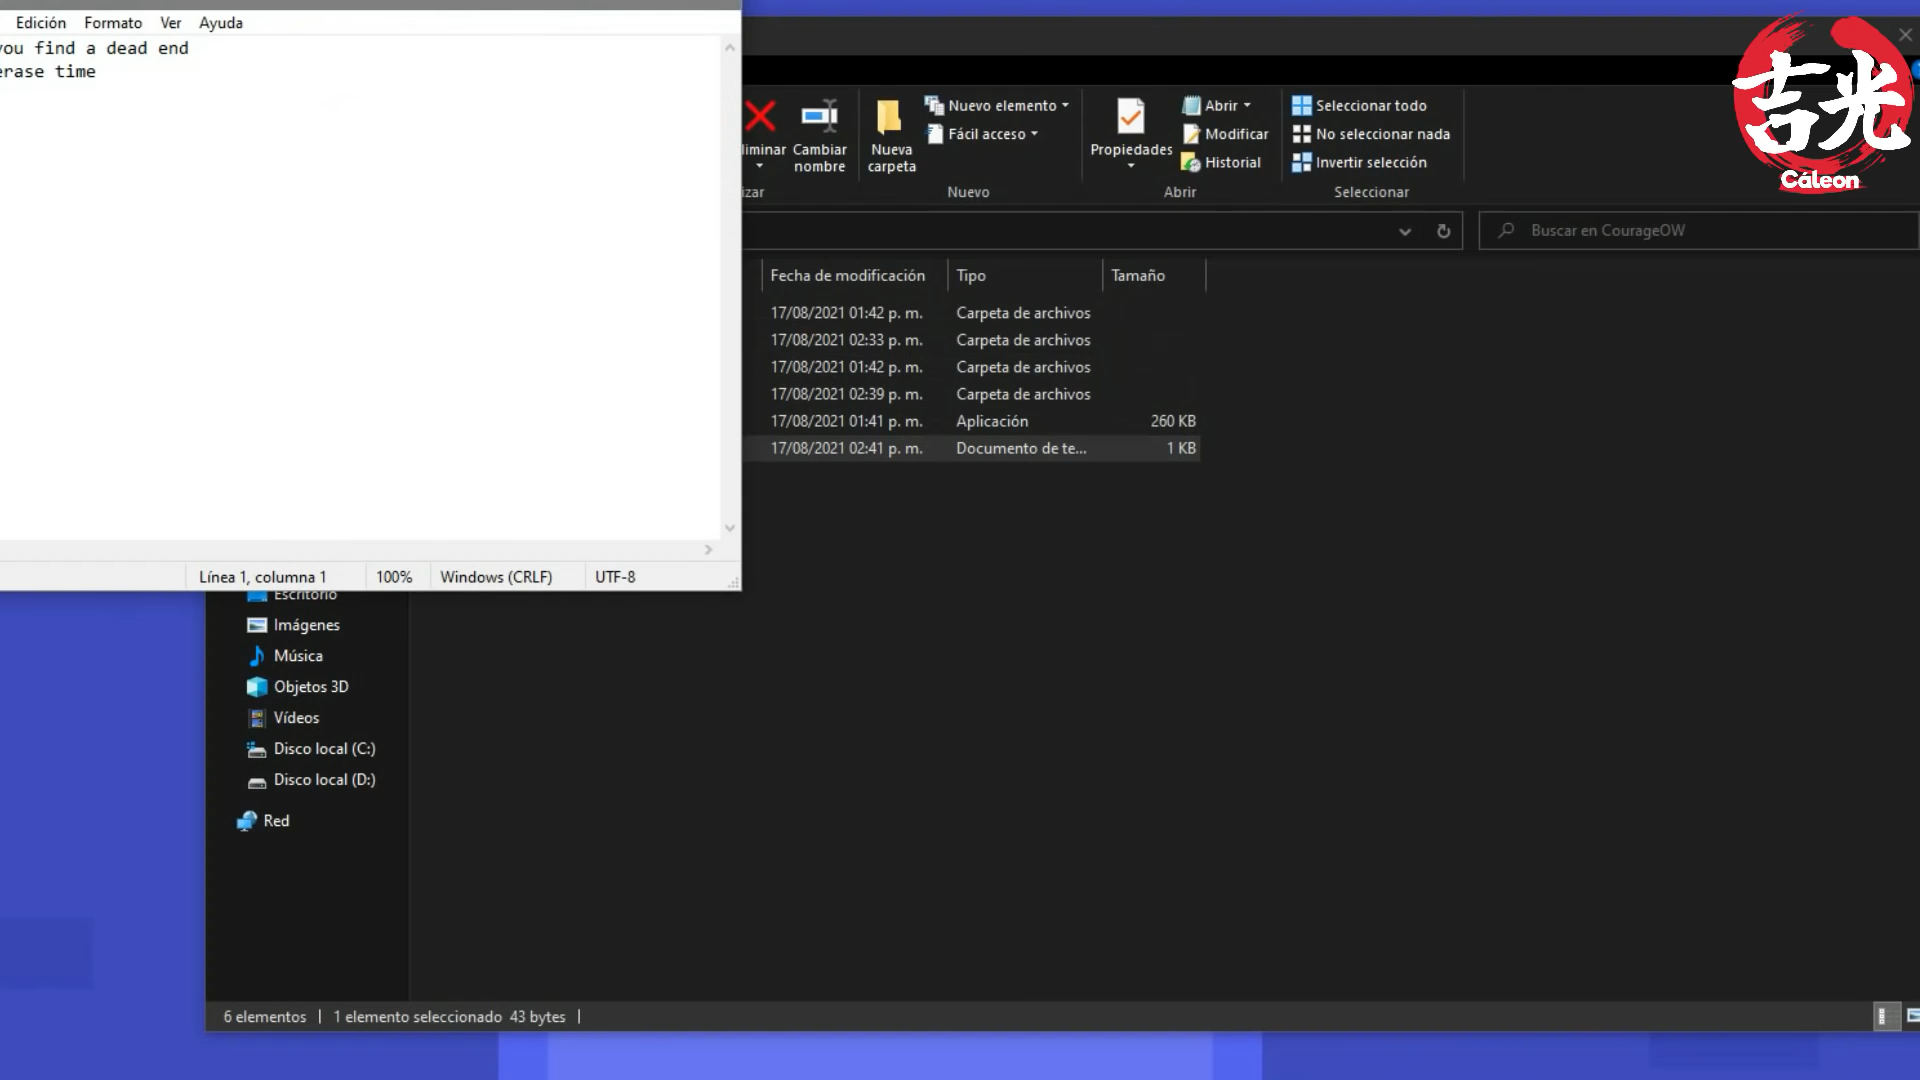 Edición Formato Ver Ayuda
you find a dead end
erase time
Línea 1, columna 1 100% Windows (CRLF) UTF-8
吉光
Cáleon
Cambiar nombre
Nueva carpeta
Nuevo elemento
Fácil acceso
Nuevo
Propiedades
Abrir
Modificar
Historial
Abrir
Seleccionar todo
No seleccionar nada
Invertir selección
Seleccionar
Buscar en CourageOW
Fecha de modificación Tipo Tamaño
17/08/2021 01:42 p. m. Carpeta de archivos
17/08/2021 02:33 p. m. Carpeta de archivos
17/08/2021 01:42 p. m. Carpeta de archivos
17/08/2021 02:39 p. m. Carpeta de archivos
17/08/2021 01:41 p. m. Aplicación 260 KB
17/08/2021 02:41 p. m. Documento de te... 1 KB
Escritorio
Imágenes
Música
Objetos 3D
Vídeos
Disco local (C:)
Disco local (D:)
Red
6 elementos | 1 elemento seleccionado 43 bytes |